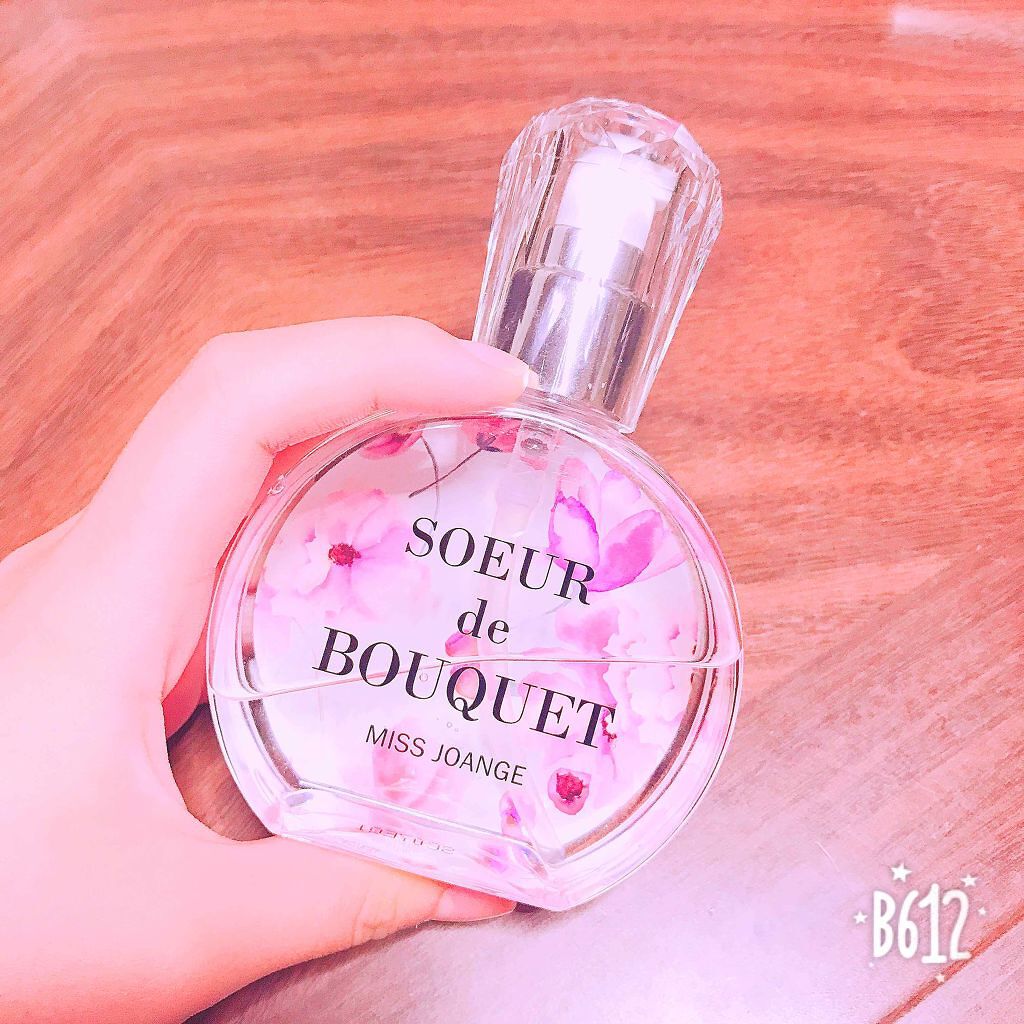 SOEUR
de
BOUQUET
MISS JOANGE
B612